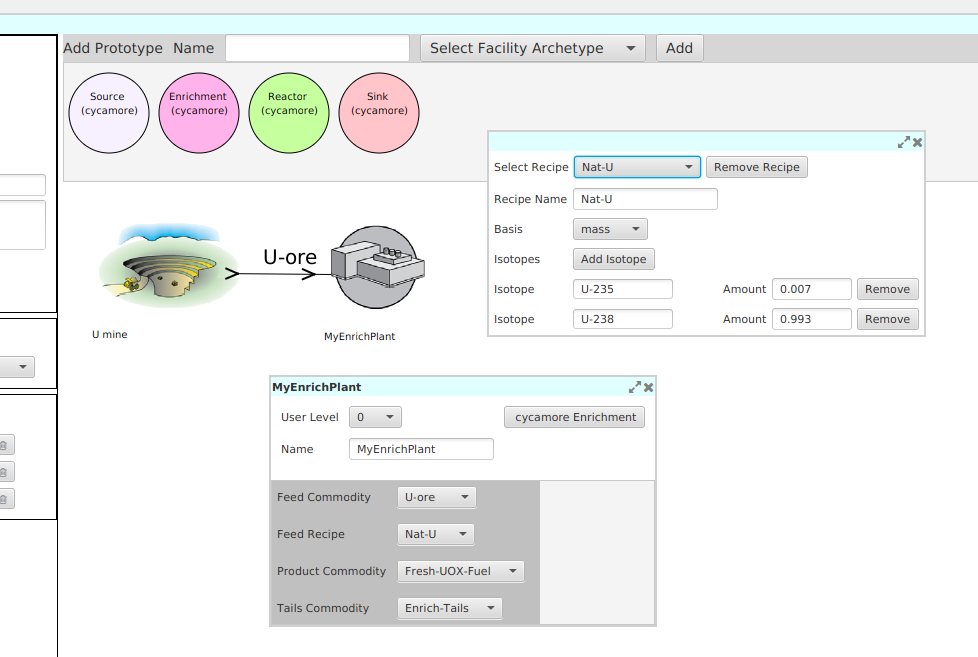 Add Prototype Name Select Facility Archetype Add
Source
(cycamore)
Enrichment
(cycamore)
Reactor
(cycamore)
Sink
(cycamore)
Select Recipe Nat-U Remove Recipe
Recipe Name Nat-U
Basis mass
Isotopes Add Isotope
Isotope U-235 Amount 0.007 Remove
Isotope U-238 Amount 0.993 Remove
U-ore
U mine
MyEnrichPlant
MyEnrichPlant
User Level 0 cycamore Enrichment
Name MyEnrichPlant
Feed Commodity U-ore
Feed Recipe Nat-U
Product Commodity Fresh-UOX-Fuel
Tails Commodity Enrich-Tails